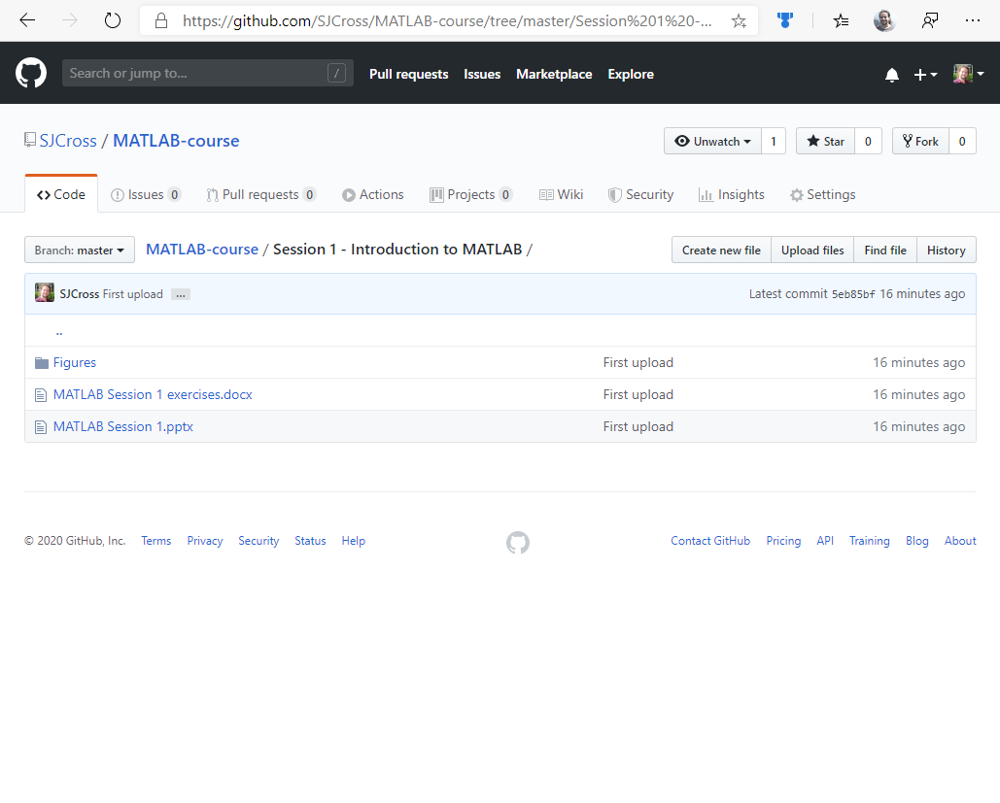 https://github.com/SJCross/MATLAB-course/tree/master/Session%201%20-...
Search or jump to... / Pull requests Issues Marketplace Explore
SJCross / MATLAB-course Unwatch 1 Star 0 Fork 0
Code Issues 0 Pull requests 0 Actions Projects 0 Wiki Security Insights Settings
Branch: master MATLAB-course / Session 1 - Introduction to MATLAB / Create new file Upload files Find file History
SJCross First upload ... Latest commit 5eb85bf 16 minutes ago
..
Figures First upload 16 minutes ago
MATLAB Session 1 exercises.docx First upload 16 minutes ago
MATLAB Session 1.pptx First upload 16 minutes ago
© 2020 GitHub, Inc. Terms Privacy Security Status Help Contact GitHub Pricing API Training Blog About